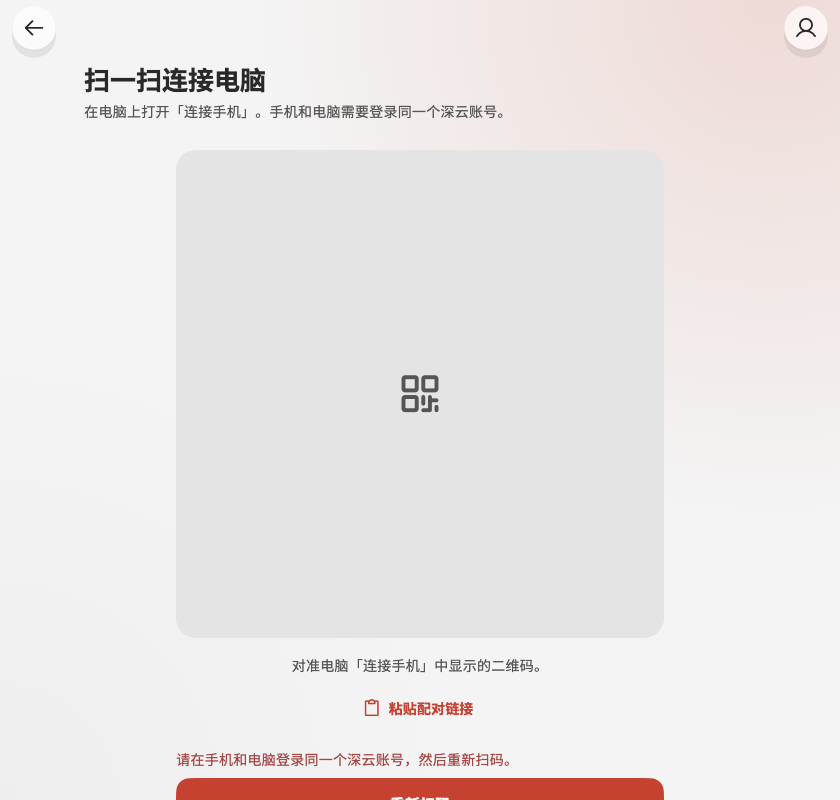 扫一扫连接电脑
在电脑上打开「连接手机」。手机和电脑需要登录同一个深云账号。
对准电脑「连接手机」中显示的二维码。
粘贴配对链接
请在手机和电脑登录同一个深云账号，然后重新扫码。